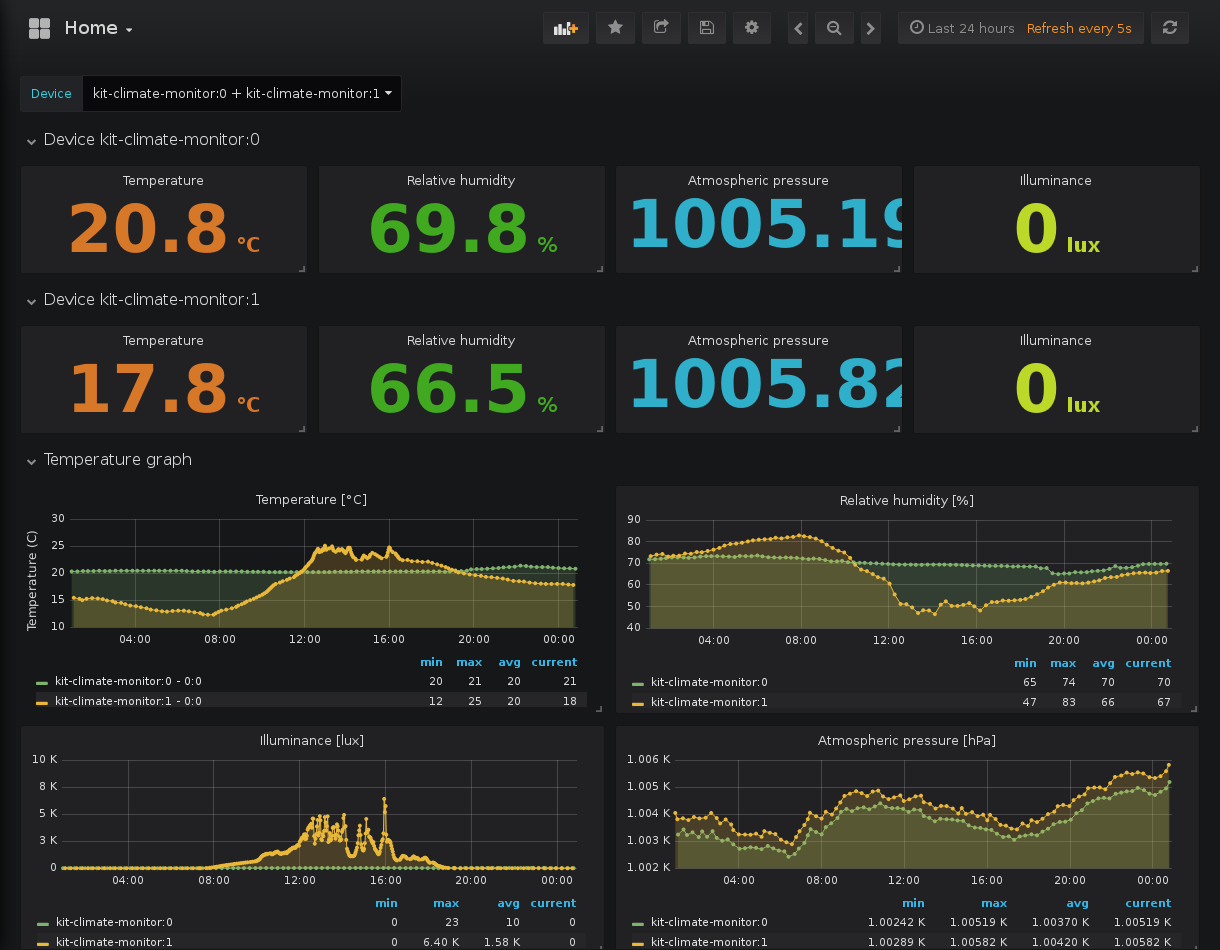 Home
Last 24 hours Refresh every 5s
Device kit-climate-monitor:0 + kit-climate-monitor:1
Device kit-climate-monitor:0
Temperature Relative humidity Atmospheric pressure Illuminance
20.8 °C 69.8 % 1005.19 0 lux
Device kit-climate-monitor:1
Temperature Relative humidity Atmospheric pressure Illuminance
17.8 °C 66.5 % 1005.82 0 lux
Temperature graph
Temperature [°C]
Temperature (C)
30
25
20
15
10
04:00 08:00 12:00 16:00 20:00 00:00
min max avg current
kit-climate-monitor:0 - 0:0 20 21 20 21
kit-climate-monitor:1 - 0:0 12 25 20 18
Relative humidity [%]
90
80
70
60
50
40
04:00 08:00 12:00 16:00 20:00 00:00
min max avg current
kit-climate-monitor:0 65 74 70 70
kit-climate-monitor:1 47 83 66 67
Illuminance [lux]
10 K
8 K
5 K
3 K
0
04:00 08:00 12:00 16:00 20:00 00:00
min max avg current
kit-climate-monitor:0 0 23 10 0
kit-climate-monitor:1 0 6.40 K 1.58 K 0
Atmospheric pressure [hPa]
1.006 K
1.005 K
1.004 K
1.003 K
1.002 K
04:00 08:00 12:00 16:00 20:00 00:00
min max avg current
kit-climate-monitor:0 1.00242 K 1.00519 K 1.00370 K 1.00519 K
kit-climate-monitor:1 1.00289 K 1.00582 K 1.00420 K 1.00582 K